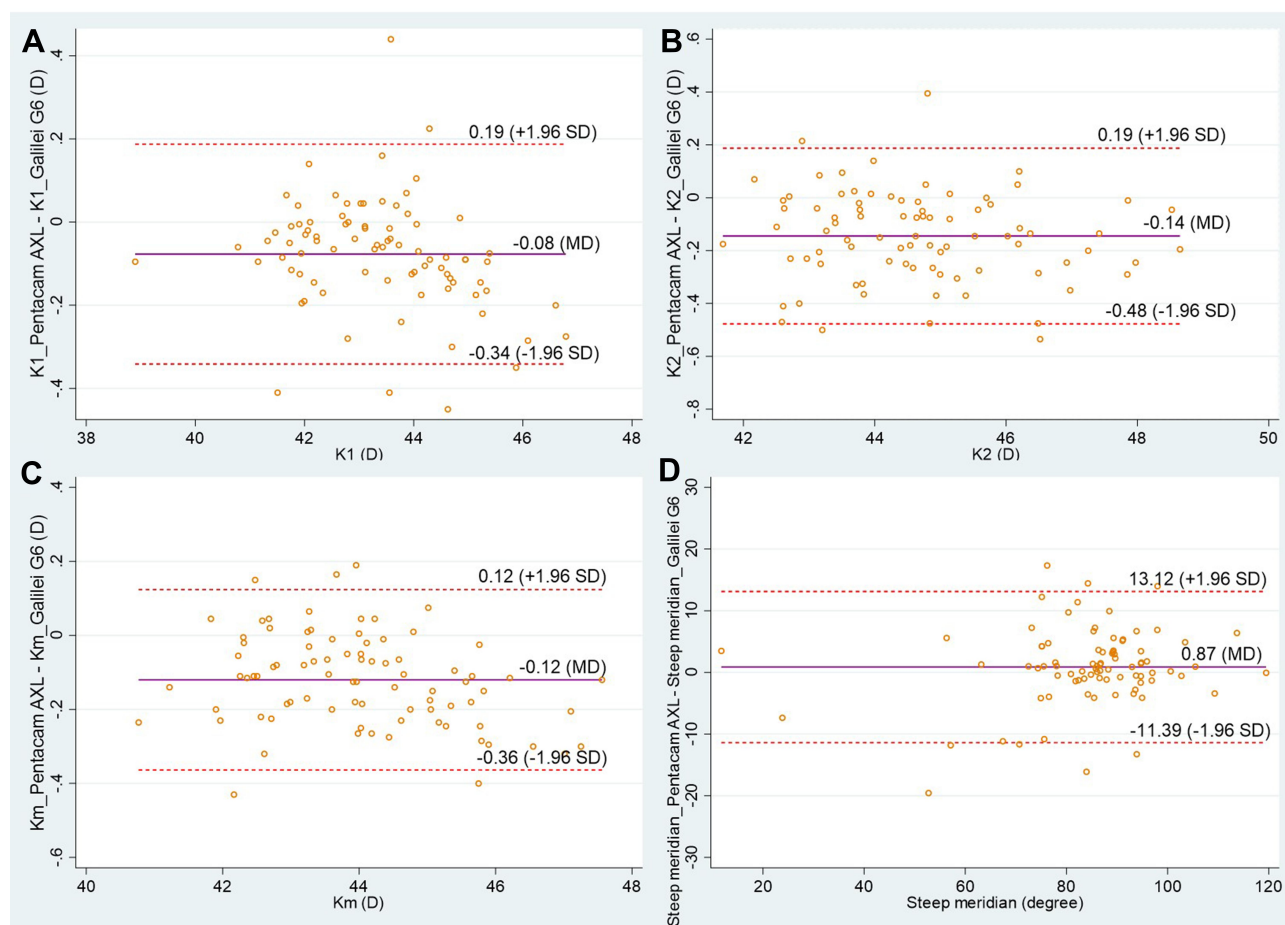 A
K1_Pentacam AXL - K1_Galilei G6 (D)
.4
.2
0
-.2
-.4
0.19 (+1.96 SD)
-0.08 (MD)
-0.34 (-1.96 SD)
38 40 42 44 46 48
K1 (D)
B
K2_Pentacam AXL - K2_Galilei G6 (D)
.6
.4
.2
0
-.2
-.4
-.6
-.8
0.19 (+1.96 SD)
-0.14 (MD)
-0.48 (-1.96 SD)
42 44 46 48 50
K2 (D)
C
Km_Pentacam AXL - Km_Galilei G6 (D)
.4
.2
0
-.2
-.4
-.6
0.12 (+1.96 SD)
-0.12 (MD)
-0.36 (-1.96 SD)
40 42 44 46 48
Km (D)
D
Steep meridian_Pentacam AXL - Steep meridian_Galilei G6
30
20
10
0
-10
-20
-30
13.12 (+1.96 SD)
0.87 (MD)
-11.39 (-1.96 SD)
20 40 60 80 100 120
Steep meridian (degree)